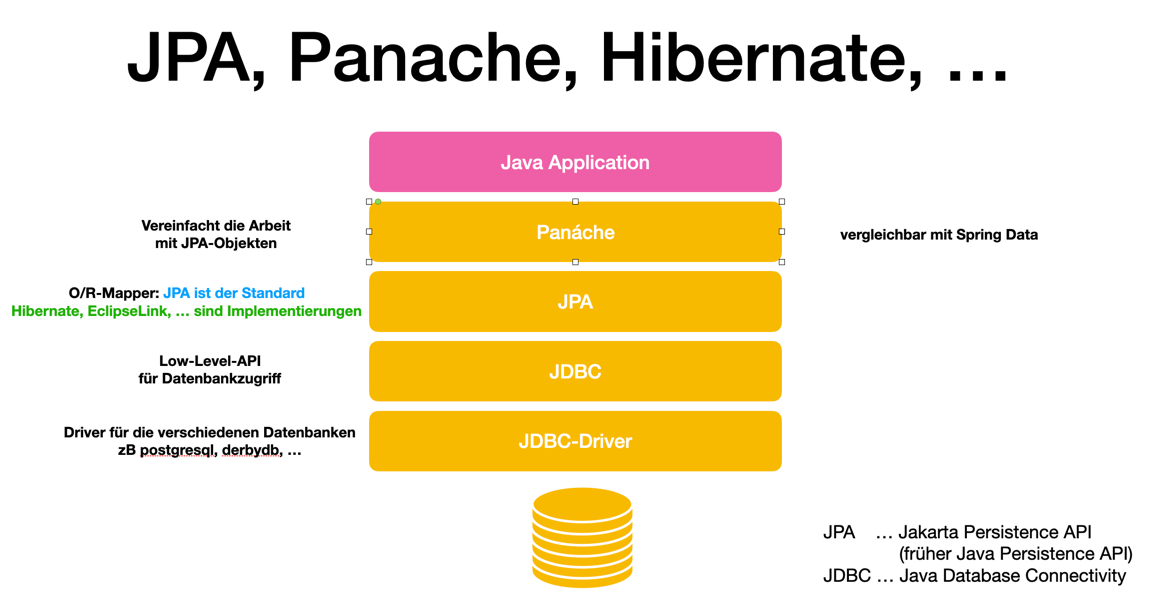 JPA, Panache, Hibernate, …
Java Application
Vereinfacht die Arbeit
mit JPA-Objekten
Panáche
vergleichbar mit Spring Data
O/R-Mapper: JPA ist der Standard
Hibernate, EclipseLink, … sind Implementierungen
JPA
Low-Level-API
für Datenbankzugriff
JDBC
Driver für die verschiedenen Datenbanken
zB postgresql, derbydb, …
JDBC-Driver
JPA … Jakarta Persistence API
(früher Java Persistence API)
JDBC … Java Database Connectivity